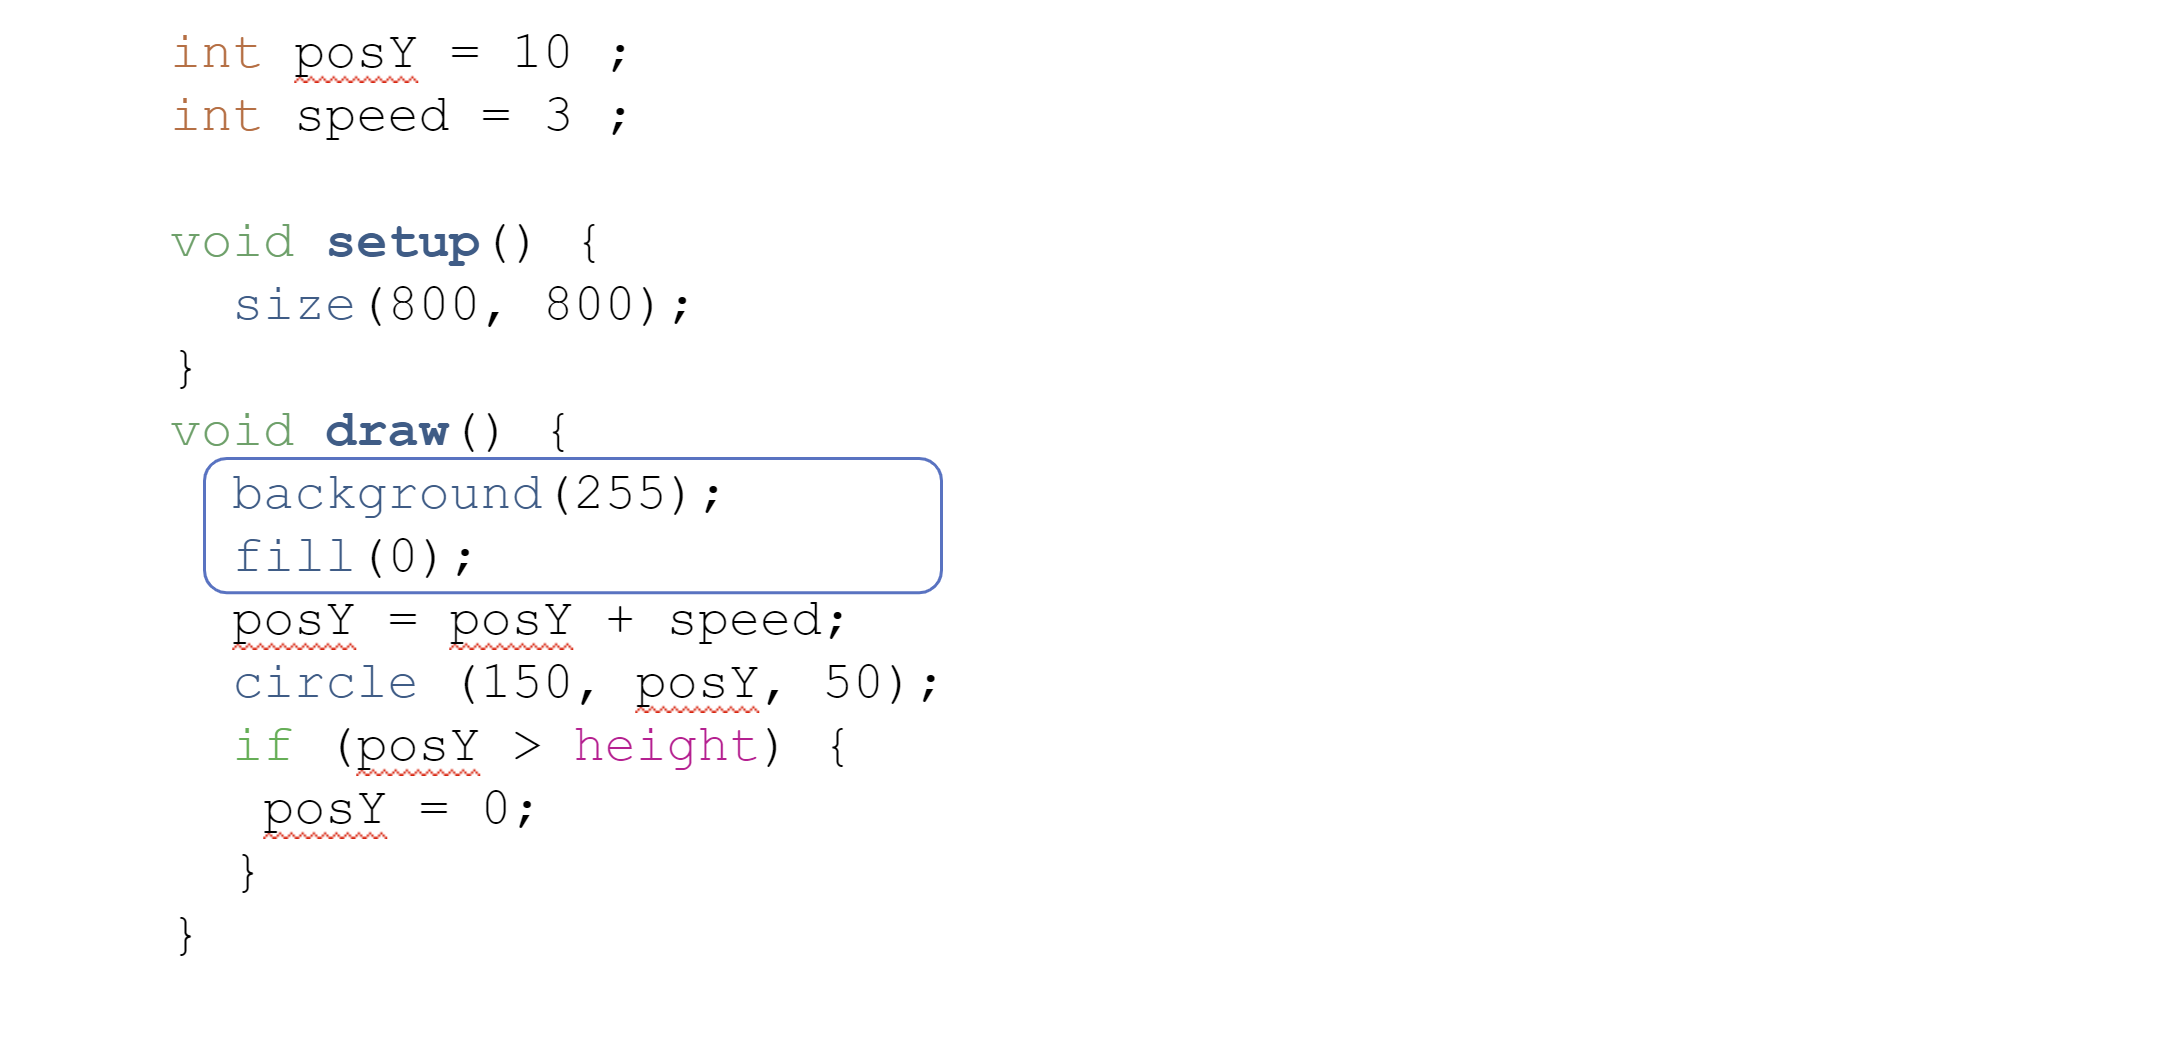 int posY = 10 ;
int speed = 3 ;
void setup() {
size(800, 800);
}
void draw() {
background(255);
fill(0);
posY = posY + speed;
circle (150, posY, 50);
if (posY > height) {
posY = 0;
}
}